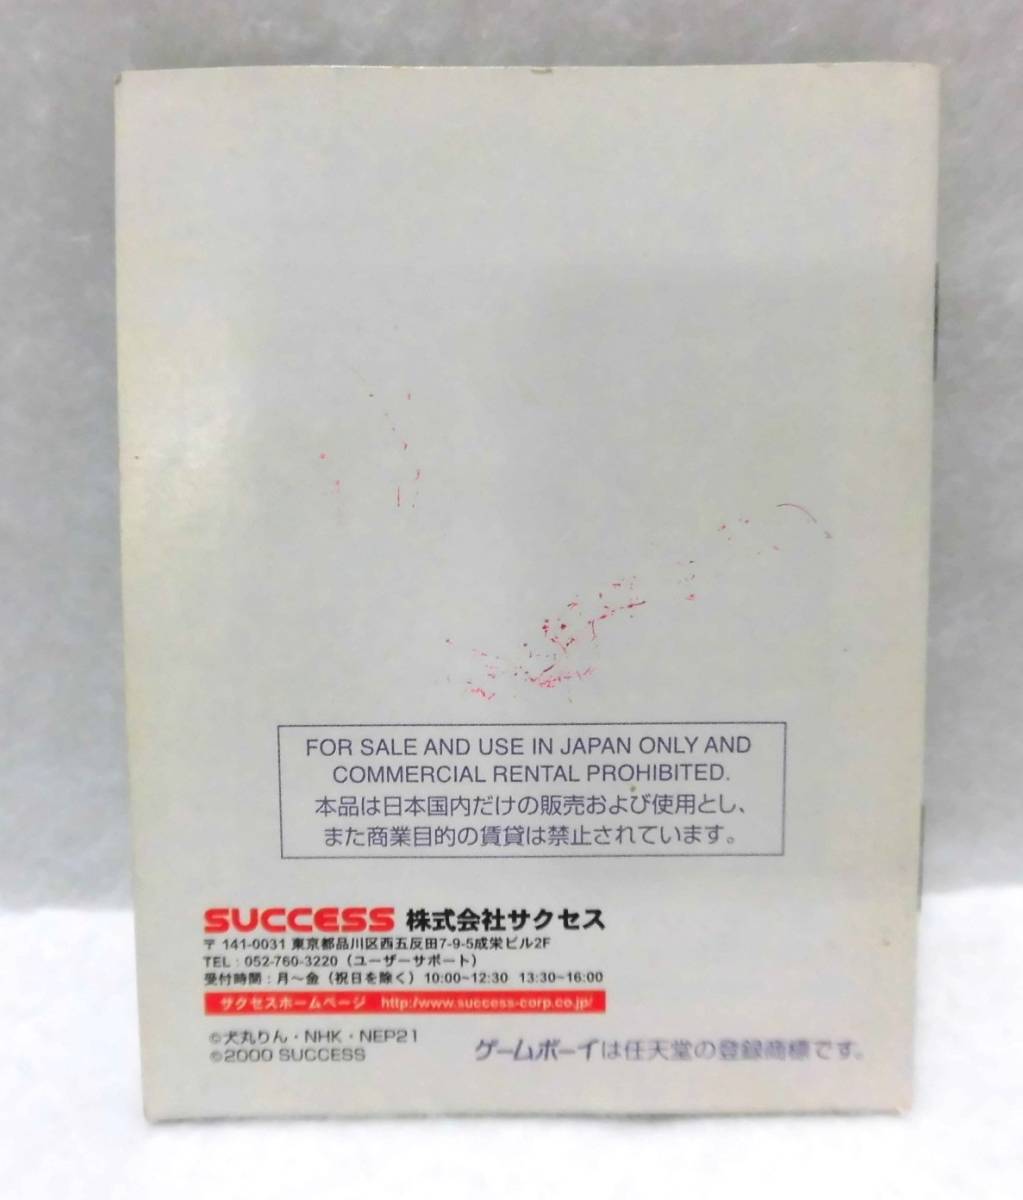 FOR SALE AND USE IN JAPAN ONLY AND
COMMERCIAL RENTAL PROHIBITED.
本品は日本国内だけの販売および使用とし、
また商業目的の賃貸は禁止されています。
SUCCESS 株式会社サクセス
〒 141-0031 東京都品川区西五反田7-9-5成栄ビル2F
TEL：052-760-3220（ユーザーサポート）
受付時間：月～金（祝日を除く）10:00~12:30 13:30~16:00
サクセスホームページ http://www.success-corp.co.jp/
©犬丸りん・NHK・NEP21
©2000 SUCCESS
ゲームボーイは任天堂の登録商標です。